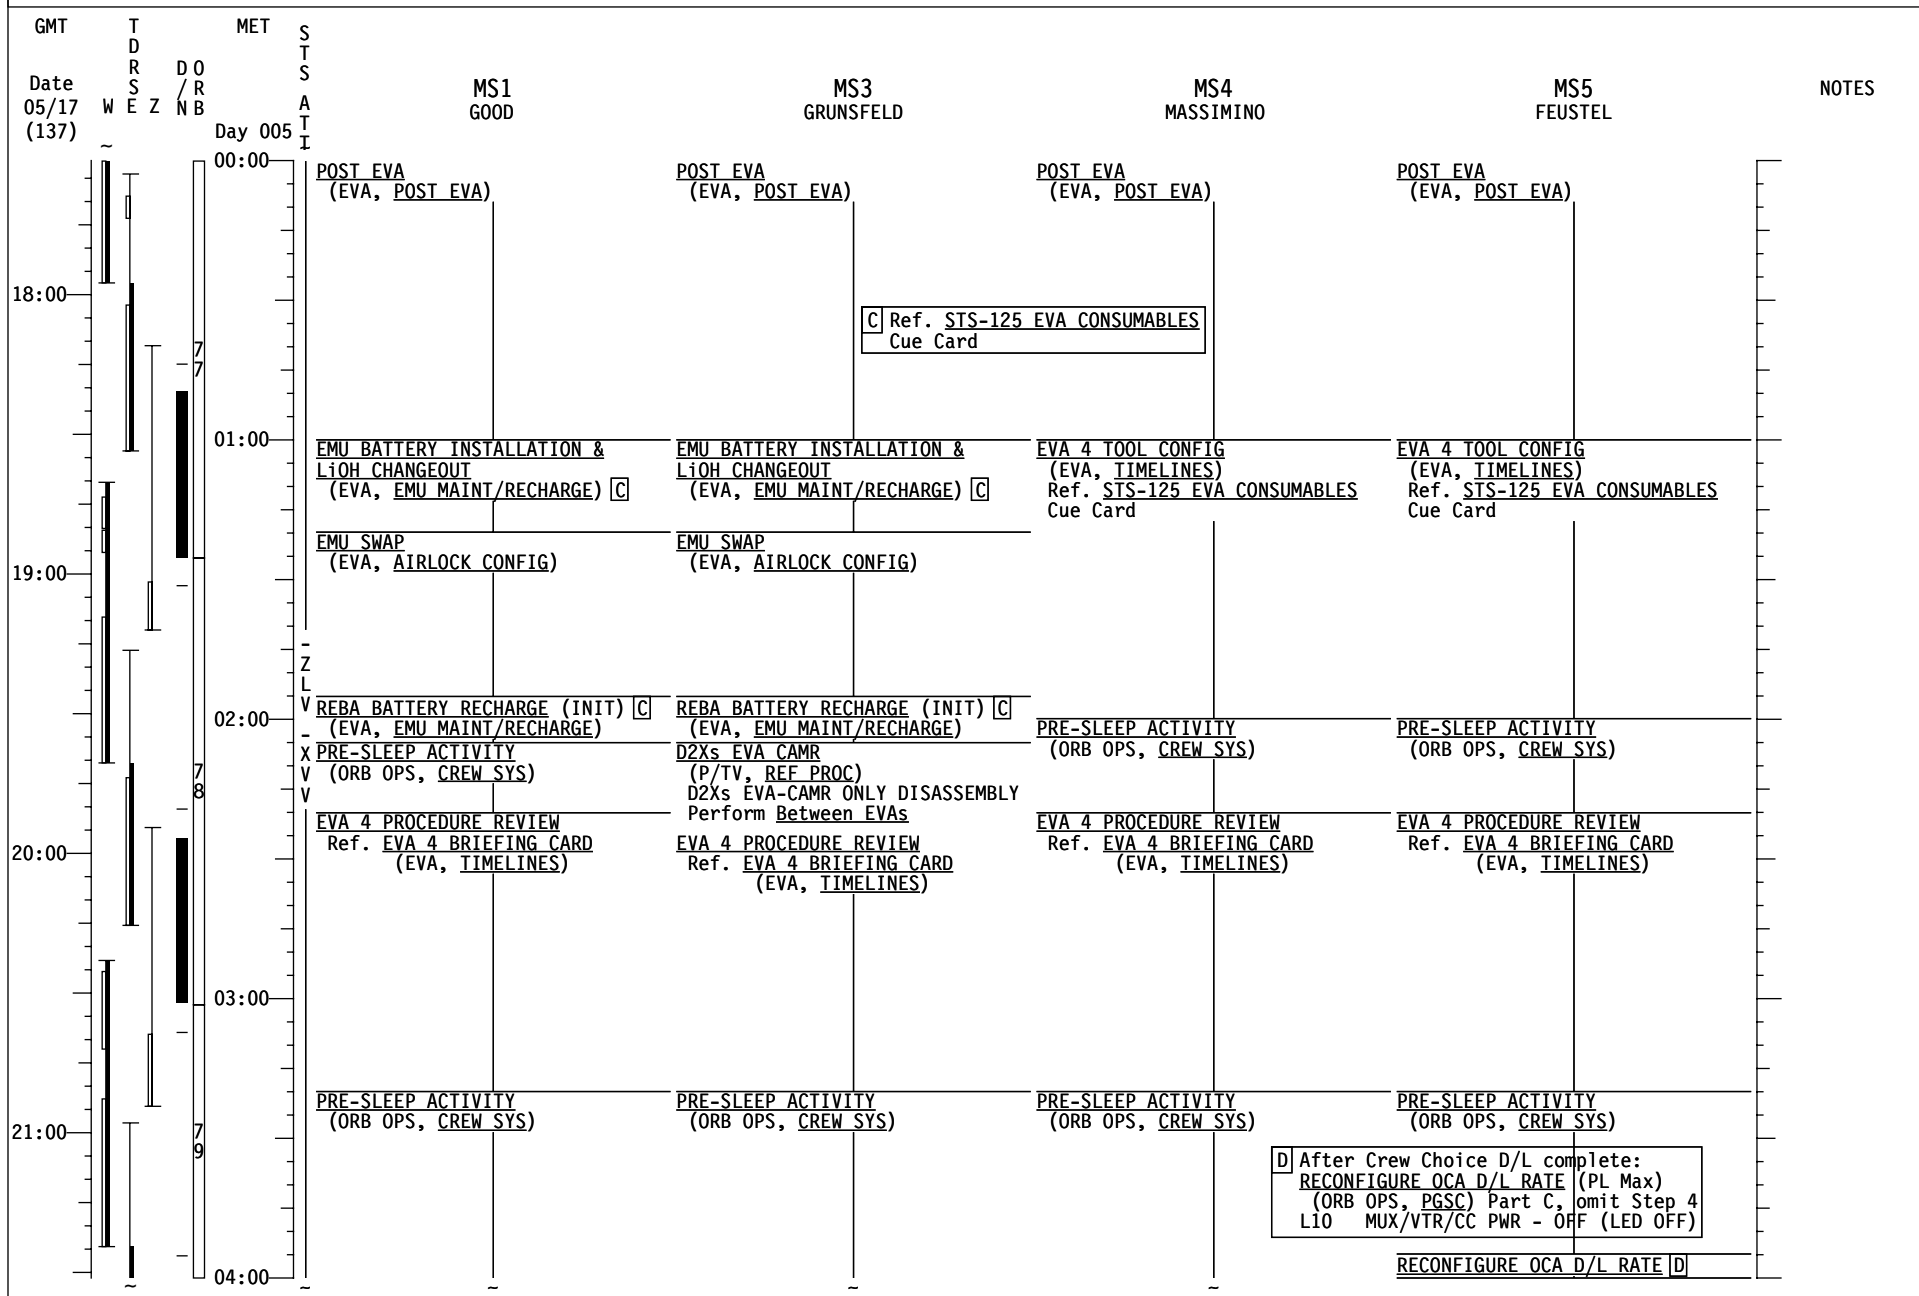 GMT
TDRSE
MET
STS ATT
Date
05/17
(137)
W E Z
D/N
ORB
Day 005
MS1
GOOD
MS3
GRUNSFELD
MS4
MASSIMINO
MS5
FEUSTEL
NOTES
~
00:00
18:00
01:00
19:00
02:00
20:00
03:00
21:00
04:00
77
78
79
-ZLV -XVV
POST EVA
(EVA, POST EVA)
EMU BATTERY INSTALLATION &
LiOH CHANGEOUT
(EVA, EMU MAINT/RECHARGE) C
EMU SWAP
(EVA, AIRLOCK CONFIG)
REBA BATTERY RECHARGE (INIT) C
(EVA, EMU MAINT/RECHARGE)
PRE-SLEEP ACTIVITY
(ORB OPS, CREW SYS)
EVA 4 PROCEDURE REVIEW
Ref. EVA 4 BRIEFING CARD
(EVA, TIMELINES)
PRE-SLEEP ACTIVITY
(ORB OPS, CREW SYS)
POST EVA
(EVA, POST EVA)
C Ref. STS-125 EVA CONSUMABLES
Cue Card
EMU BATTERY INSTALLATION &
LiOH CHANGEOUT
(EVA, EMU MAINT/RECHARGE) C
EMU SWAP
(EVA, AIRLOCK CONFIG)
REBA BATTERY RECHARGE (INIT) C
(EVA, EMU MAINT/RECHARGE)
D2Xs EVA CAMR
(P/TV, REF PROC)
D2Xs EVA-CAMR ONLY DISASSEMBLY
Perform Between EVAs
EVA 4 PROCEDURE REVIEW
Ref. EVA 4 BRIEFING CARD
(EVA, TIMELINES)
PRE-SLEEP ACTIVITY
(ORB OPS, CREW SYS)
POST EVA
(EVA, POST EVA)
EVA 4 TOOL CONFIG
(EVA, TIMELINES)
Ref. STS-125 EVA CONSUMABLES
Cue Card
PRE-SLEEP ACTIVITY
(ORB OPS, CREW SYS)
EVA 4 PROCEDURE REVIEW
Ref. EVA 4 BRIEFING CARD
(EVA, TIMELINES)
PRE-SLEEP ACTIVITY
(ORB OPS, CREW SYS)
POST EVA
(EVA, POST EVA)
EVA 4 TOOL CONFIG
(EVA, TIMELINES)
Ref. STS-125 EVA CONSUMABLES
Cue Card
PRE-SLEEP ACTIVITY
(ORB OPS, CREW SYS)
EVA 4 PROCEDURE REVIEW
Ref. EVA 4 BRIEFING CARD
(EVA, TIMELINES)
PRE-SLEEP ACTIVITY
(ORB OPS, CREW SYS)
D After Crew Choice D/L complete:
RECONFIGURE OCA D/L RATE (PL Max)
(ORB OPS, PGSC) Part C, omit Step 4
L10 MUX/VTR/CC PWR - OFF (LED OFF)
RECONFIGURE OCA D/L RATE D
~ ~ ~ ~ ~